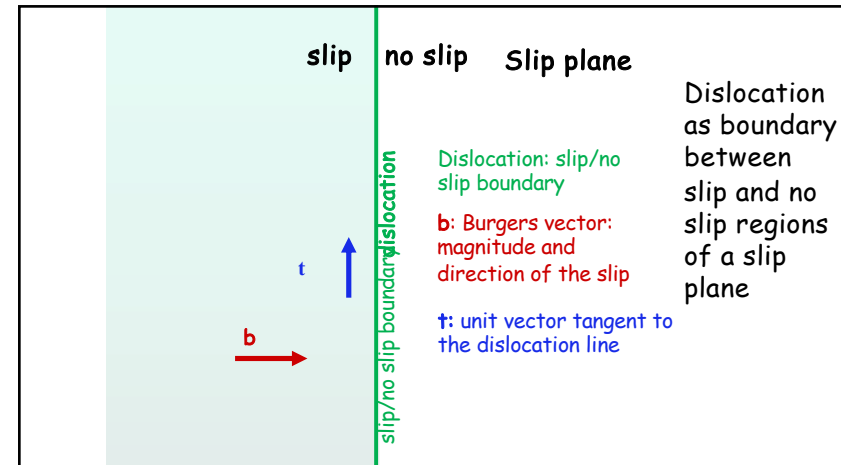 slip
no slip
Slip plane
Dislocation
as boundary
between
slip and no
slip regions
of a slip
plane
Dislocation: slip/no
slip boundary
b: Burgers vector:
magnitude and
direction of the slip
t: unit vector tangent to
the dislocation line
dislocation
slip/no slip boundary
t
b